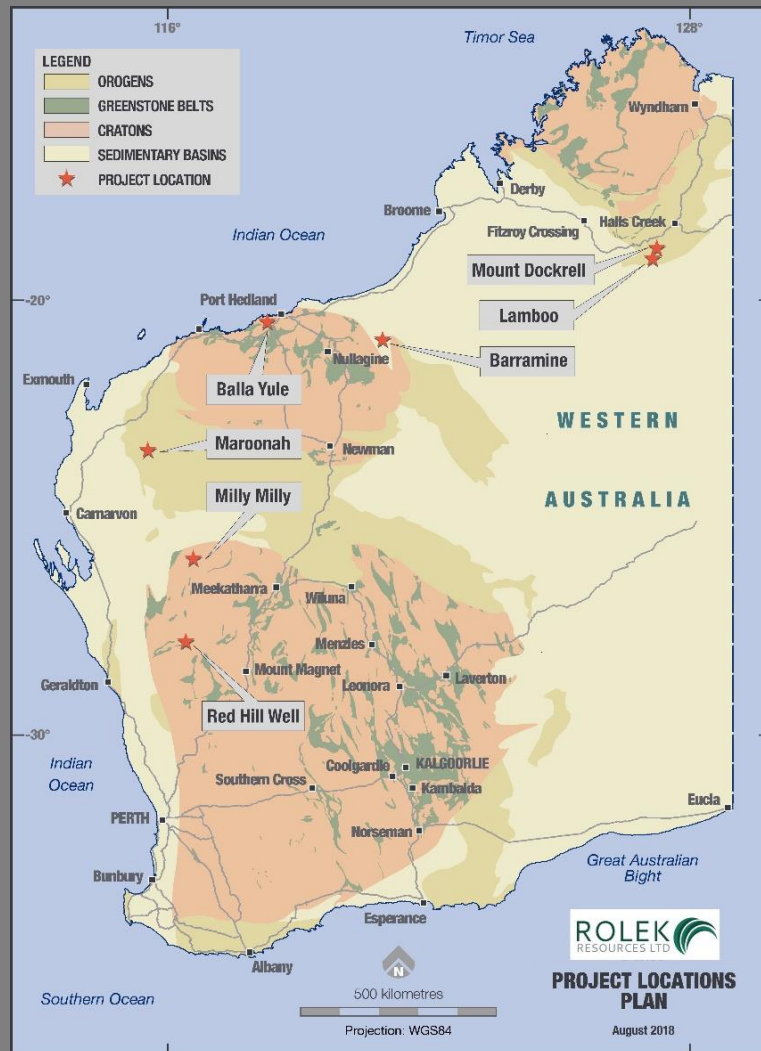 116°
128°
Timor Sea
LEGEND
OROGENS
GREENSTONE BELTS
CRATONS
SEDIMENTARY BASINS
PROJECT LOCATION
Wyndham
Derby
Broome
Fitzroy Crossing
Halls Creek
Indian Ocean
Mount Dockrell
Lamboo
-20°
Port Hedland
Nullagine
Barramine
Exmouth
Balla Yule
WESTERN
AUSTRALIA
Maroonah
Newman
Milly Milly
Carnarvon
Meekatharra
Wiluna
Menzies
Mount Magnet
Laverton
Leonora
Geraldton
Red Hill Well
-30°
Indian
Ocean
Coolgardie
KALGOORLIE
Southern Cross
Kambalda
Eucla
PERTH
Norseman
Great Australian
Bight
Bunbury
Esperance
Albany
Southern Ocean
N
500 kilometres
Projection: WGS84
ROLEK
RESOURCES LTD
PROJECT LOCATIONS
PLAN
August 2018